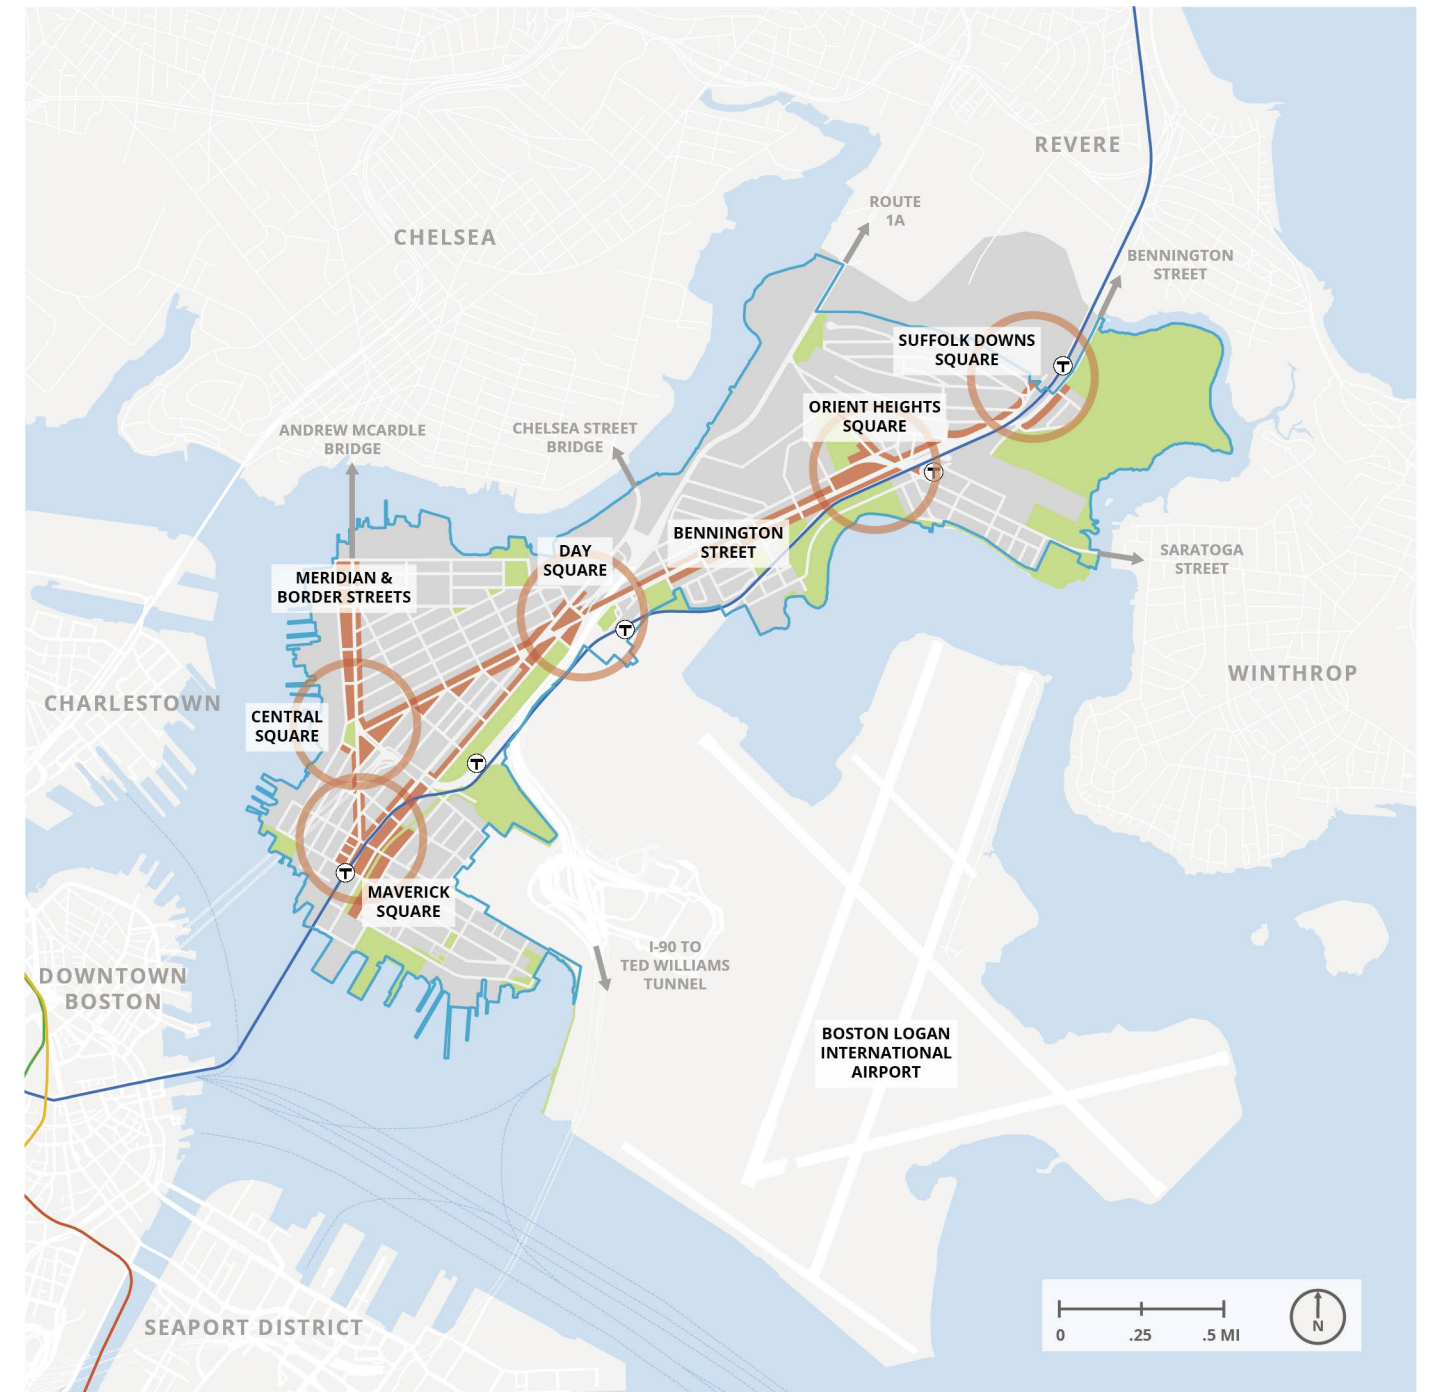 REVERE
ROUTE
1A
CHELSEA
BENNINGTON
STREET
SUFFOLK DOWNS
SQUARE
T
ORIENT HEIGHTS
SQUARE
T
ANDREW MCARDLE
BRIDGE
CHELSEA STREET
BRIDGE
BENNINGTON
STREET
DAY
SQUARE
T
SARATOGA
STREET
MERIDIAN &
BORDER STREETS
WINTHROP
CHARLESTOWN
CENTRAL
SQUARE
T
T
MAVERICK
SQUARE
I-90 TO
TED WILLIAMS
TUNNEL
DOWNTOWN
BOSTON
BOSTON LOGAN
INTERNATIONAL
AIRPORT
SEAPORT DISTRICT
0 .25 .5 MI
N